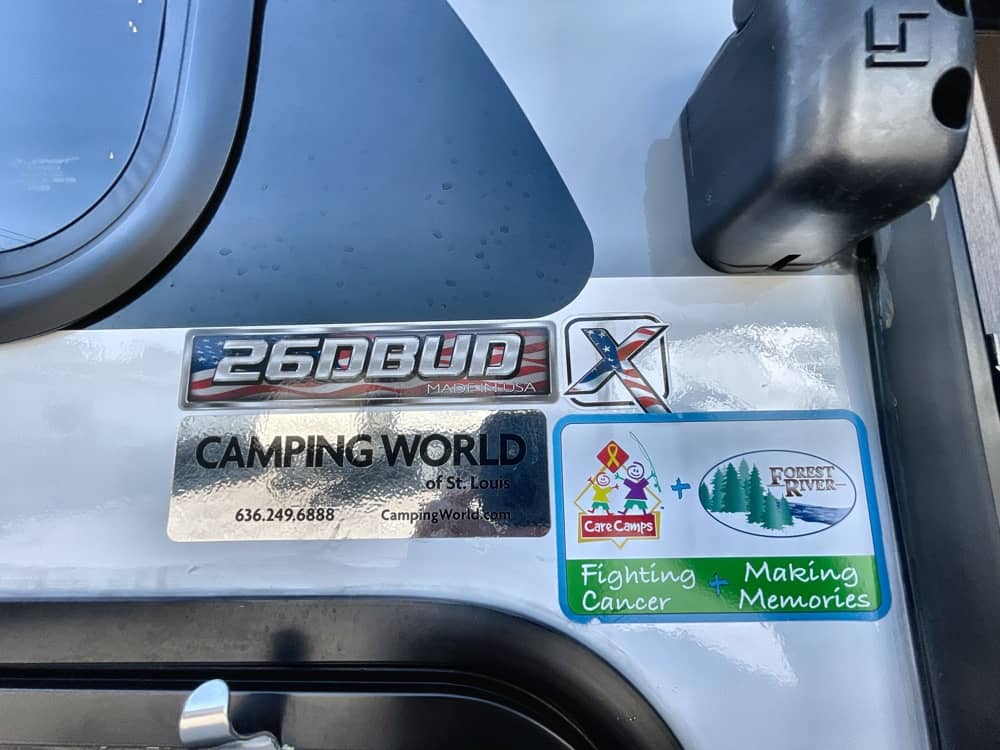 26DBUD
MADE IN USA
X
CAMPING WORLD
of St. Louis
636.249.6888 CampingWorld.com
Care Camps
+
FOREST
RIVER
Fighting + Making
Cancer Memories